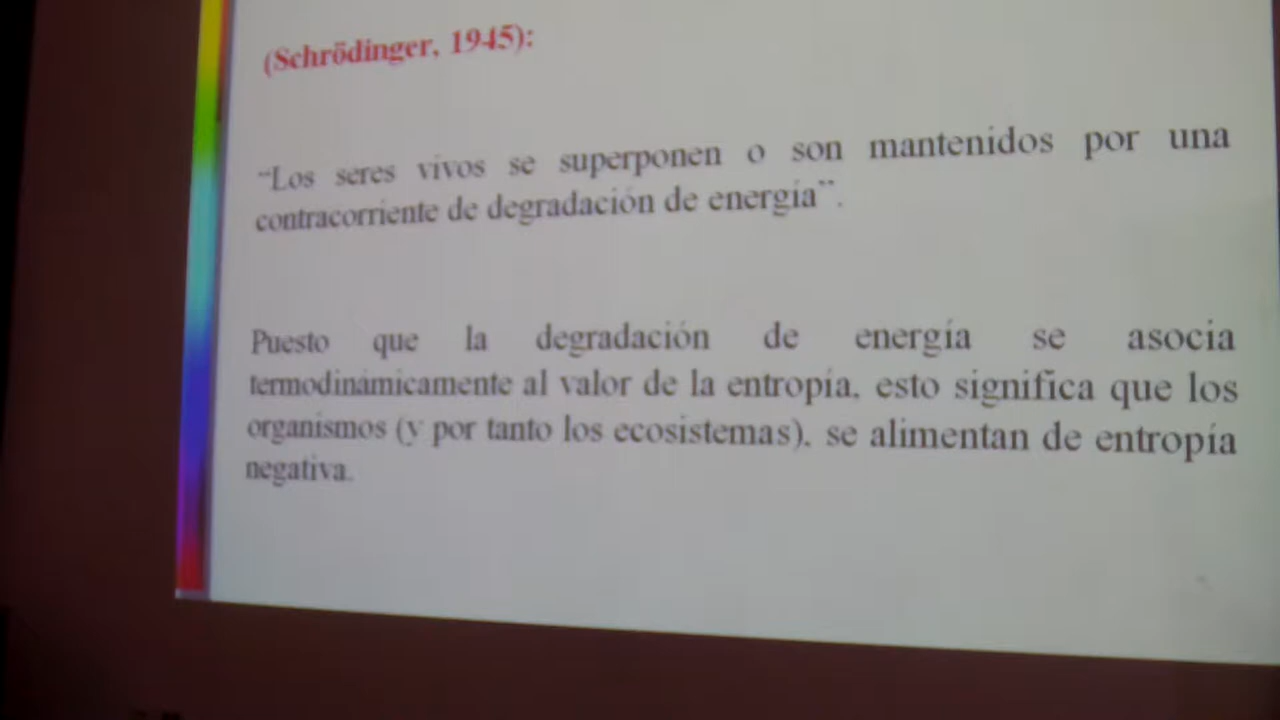 (Schrödinger, 1945):
“Los seres vivos se superponen o son mantenidos por una
contracorriente de degradación de energía”.
Puesto que la degradación de energía se asocia
termodinámicamente al valor de la entropía, esto significa que los
organismos (y por tanto los ecosistemas), se alimentan de entropía
negativa.